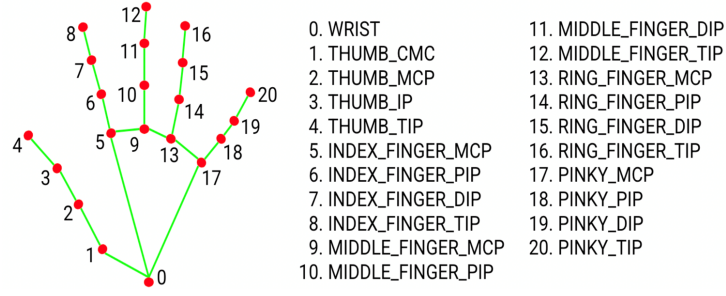 12
8
16
11
7
15
6
10
20
14
19
4
5
9
13
18
3
17
2
1
0
0. WRIST
1. THUMB_CMC
2. THUMB_MCP
3. THUMB_IP
4. THUMB_TIP
5. INDEX_FINGER_MCP
6. INDEX_FINGER_PIP
7. INDEX_FINGER_DIP
8. INDEX_FINGER_TIP
9. MIDDLE_FINGER_MCP
10. MIDDLE_FINGER_PIP
11. MIDDLE_FINGER_DIP
12. MIDDLE_FINGER_TIP
13. RING_FINGER_MCP
14. RING_FINGER_PIP
15. RING_FINGER_DIP
16. RING_FINGER_TIP
17. PINKY_MCP
18. PINKY_PIP
19. PINKY_DIP
20. PINKY_TIP